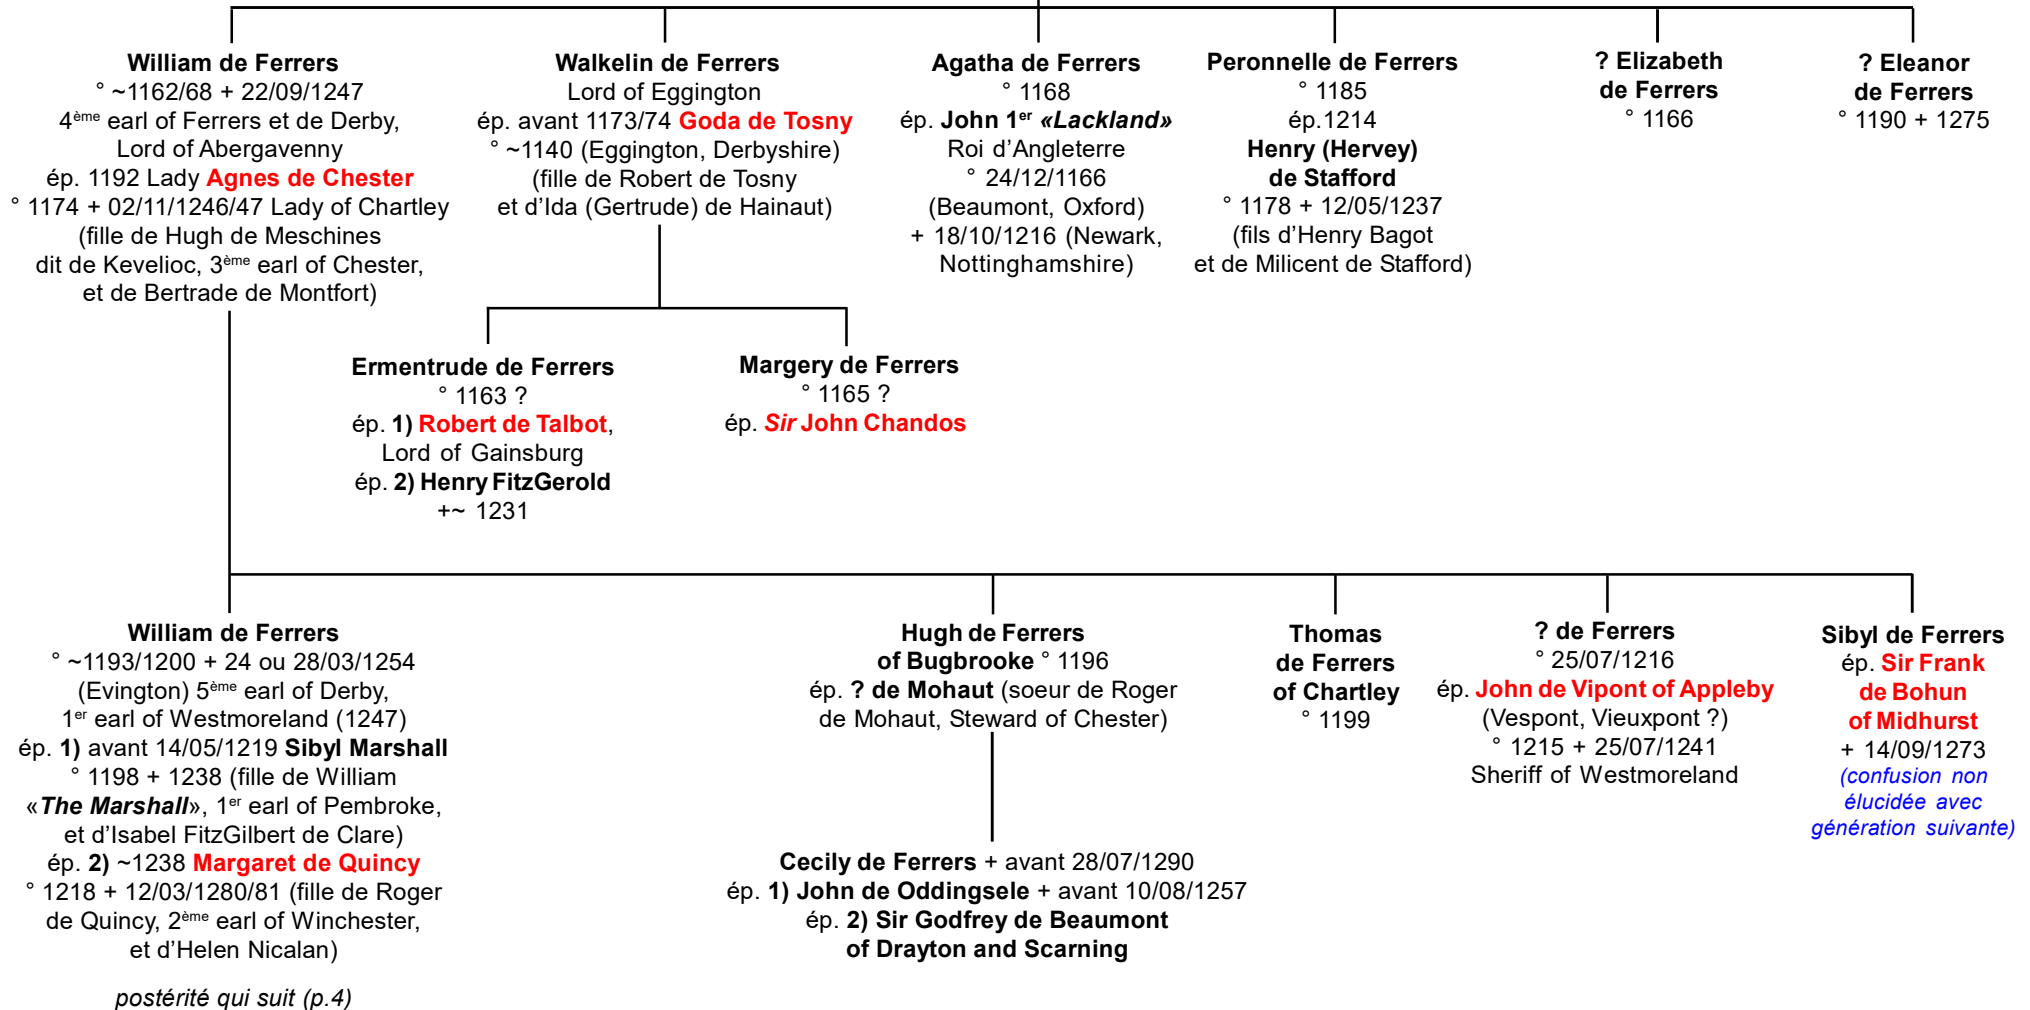 William de Ferrers
° ~1162/68 + 22/09/1247
4ème earl of Ferrers et de Derby,
Lord of Abergavenny
ép. 1192 Lady Agnes de Chester
° 1174 + 02/11/1246/47 Lady of Chartley
(fille de Hugh de Meschines
dit de Kevelioc, 3ème earl of Chester,
et de Bertrade de Montfort)
Walkelin de Ferrers
Lord of Eggington
ép. avant 1173/74 Goda de Tosny
° ~1140 (Eggington, Derbyshire)
(fille de Robert de Tosny
et d'Ida (Gertrude) de Hainaut)
Agatha de Ferrers
° 1168
ép. John 1er «Lackland»
Roi d'Angleterre
° 24/12/1166
(Beaumont, Oxford)
+ 18/10/1216 (Newark,
Nottinghamshire)
Peronnelle de Ferrers
° 1185
ép.1214
Henry (Hervey)
de Stafford
° 1178 + 12/05/1237
(fils d'Henry Bagot
et de Milicent de Stafford)
? Elizabeth
de Ferrers
° 1166
? Eleanor
de Ferrers
° 1190 + 1275
Ermentrude de Ferrers
° 1163 ?
ép. 1) Robert de Talbot,
Lord of Gainsburg
ép. 2) Henry FitzGerold
+~ 1231
Margery de Ferrers
° 1165 ?
ép. Sir John Chandos
William de Ferrers
° ~1193/1200 + 24 ou 28/03/1254
(Evington) 5ème earl of Derby,
1er earl of Westmoreland (1247)
ép. 1) avant 14/05/1219 Sibyl Marshall
° 1198 + 1238 (fille de William
«The Marshall», 1er earl of Pembroke,
et d'Isabel FitzGilbert de Clare)
ép. 2) ~1238 Margaret de Quincy
° 1218 + 12/03/1280/81 (fille de Roger
de Quincy, 2ème earl of Winchester,
et d'Helen Nicalan)
postérité qui suit (p.4)
Hugh de Ferrers
of Bugbrooke ° 1196
ép. ? de Mohaut (soeur de Roger
de Mohaut, Steward of Chester)
Cecily de Ferrers + avant 28/07/1290
ép. 1) John de Oddingsele + avant 10/08/1257
ép. 2) Sir Godfrey de Beaumont
of Drayton and Scarning
Thomas
de Ferrers
of Chartley
° 1199
? de Ferrers
° 25/07/1216
ép. John de Vipont of Appleby
(Vespont, Vieuxpont ?)
° 1215 + 25/07/1241
Sheriff of Westmoreland
Sibyl de Ferrers
ép. Sir Frank
de Bohun
of Midhurst
+ 14/09/1273
(confusion non
élucidée avec
génération suivante)